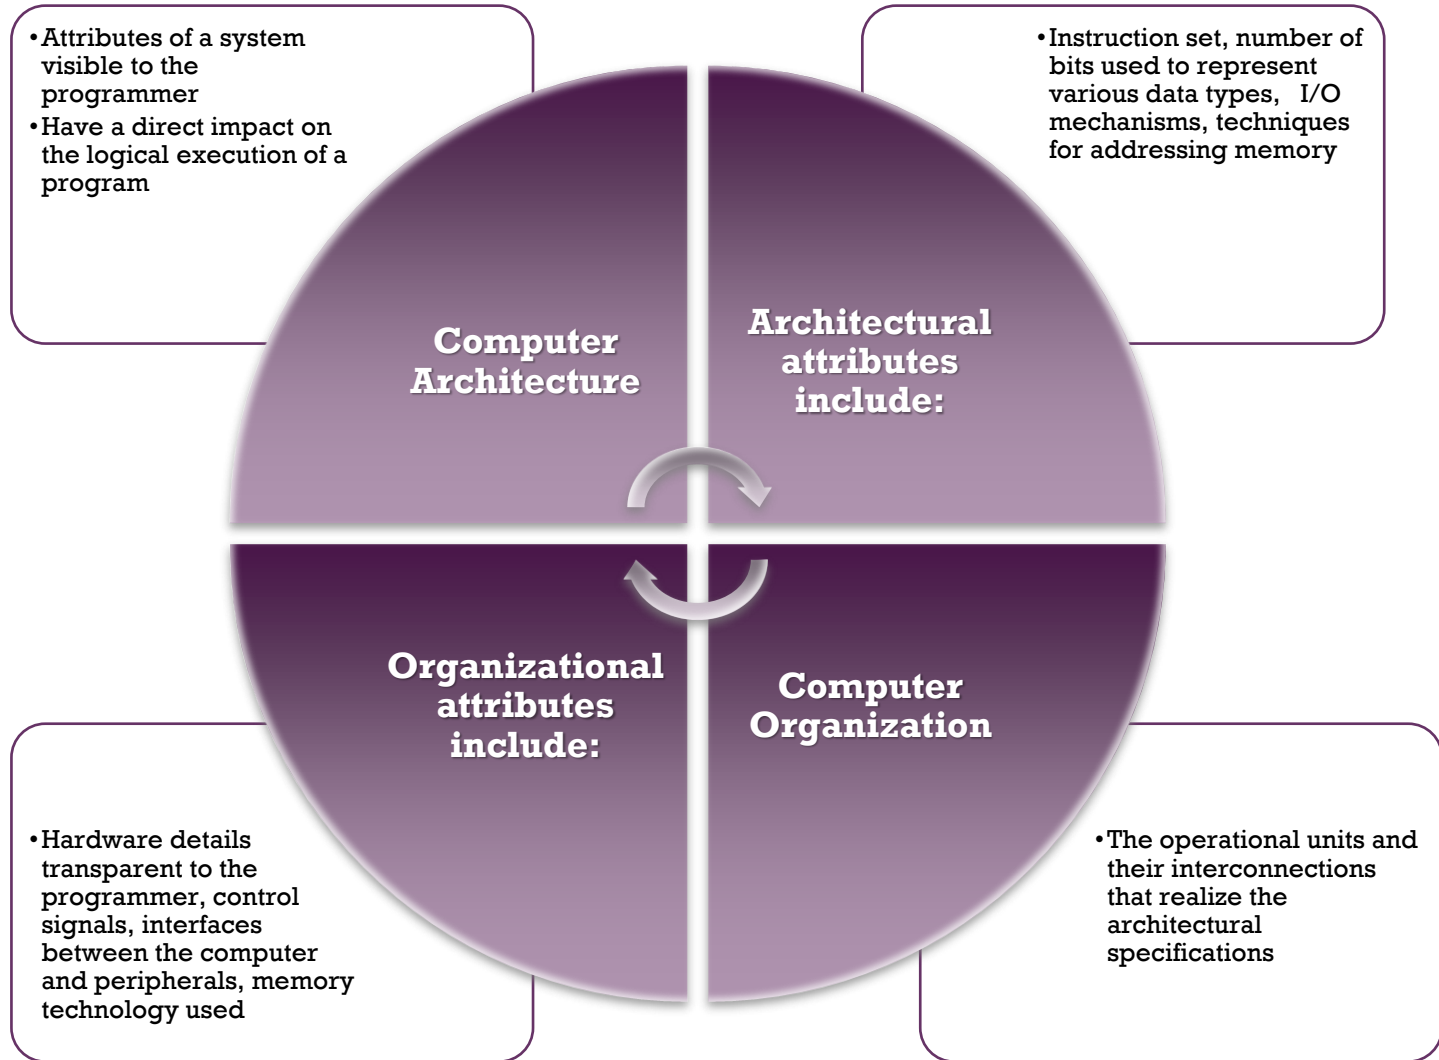 •Attributes of a system
visible to the
programmer
•Have a direct impact on
the logical execution of a
program
•Instruction set, number of
bits used to represent
various data types, I/O
mechanisms, techniques
for addressing memory
Computer
Architecture
Architectural
attributes
include:
Organizational
attributes
include:
Computer
Organization
•Hardware details
transparent to the
programmer, control
signals, interfaces
between the computer
and peripherals, memory
technology used
•The operational units and
their interconnections
that realize the
architectural
specifications